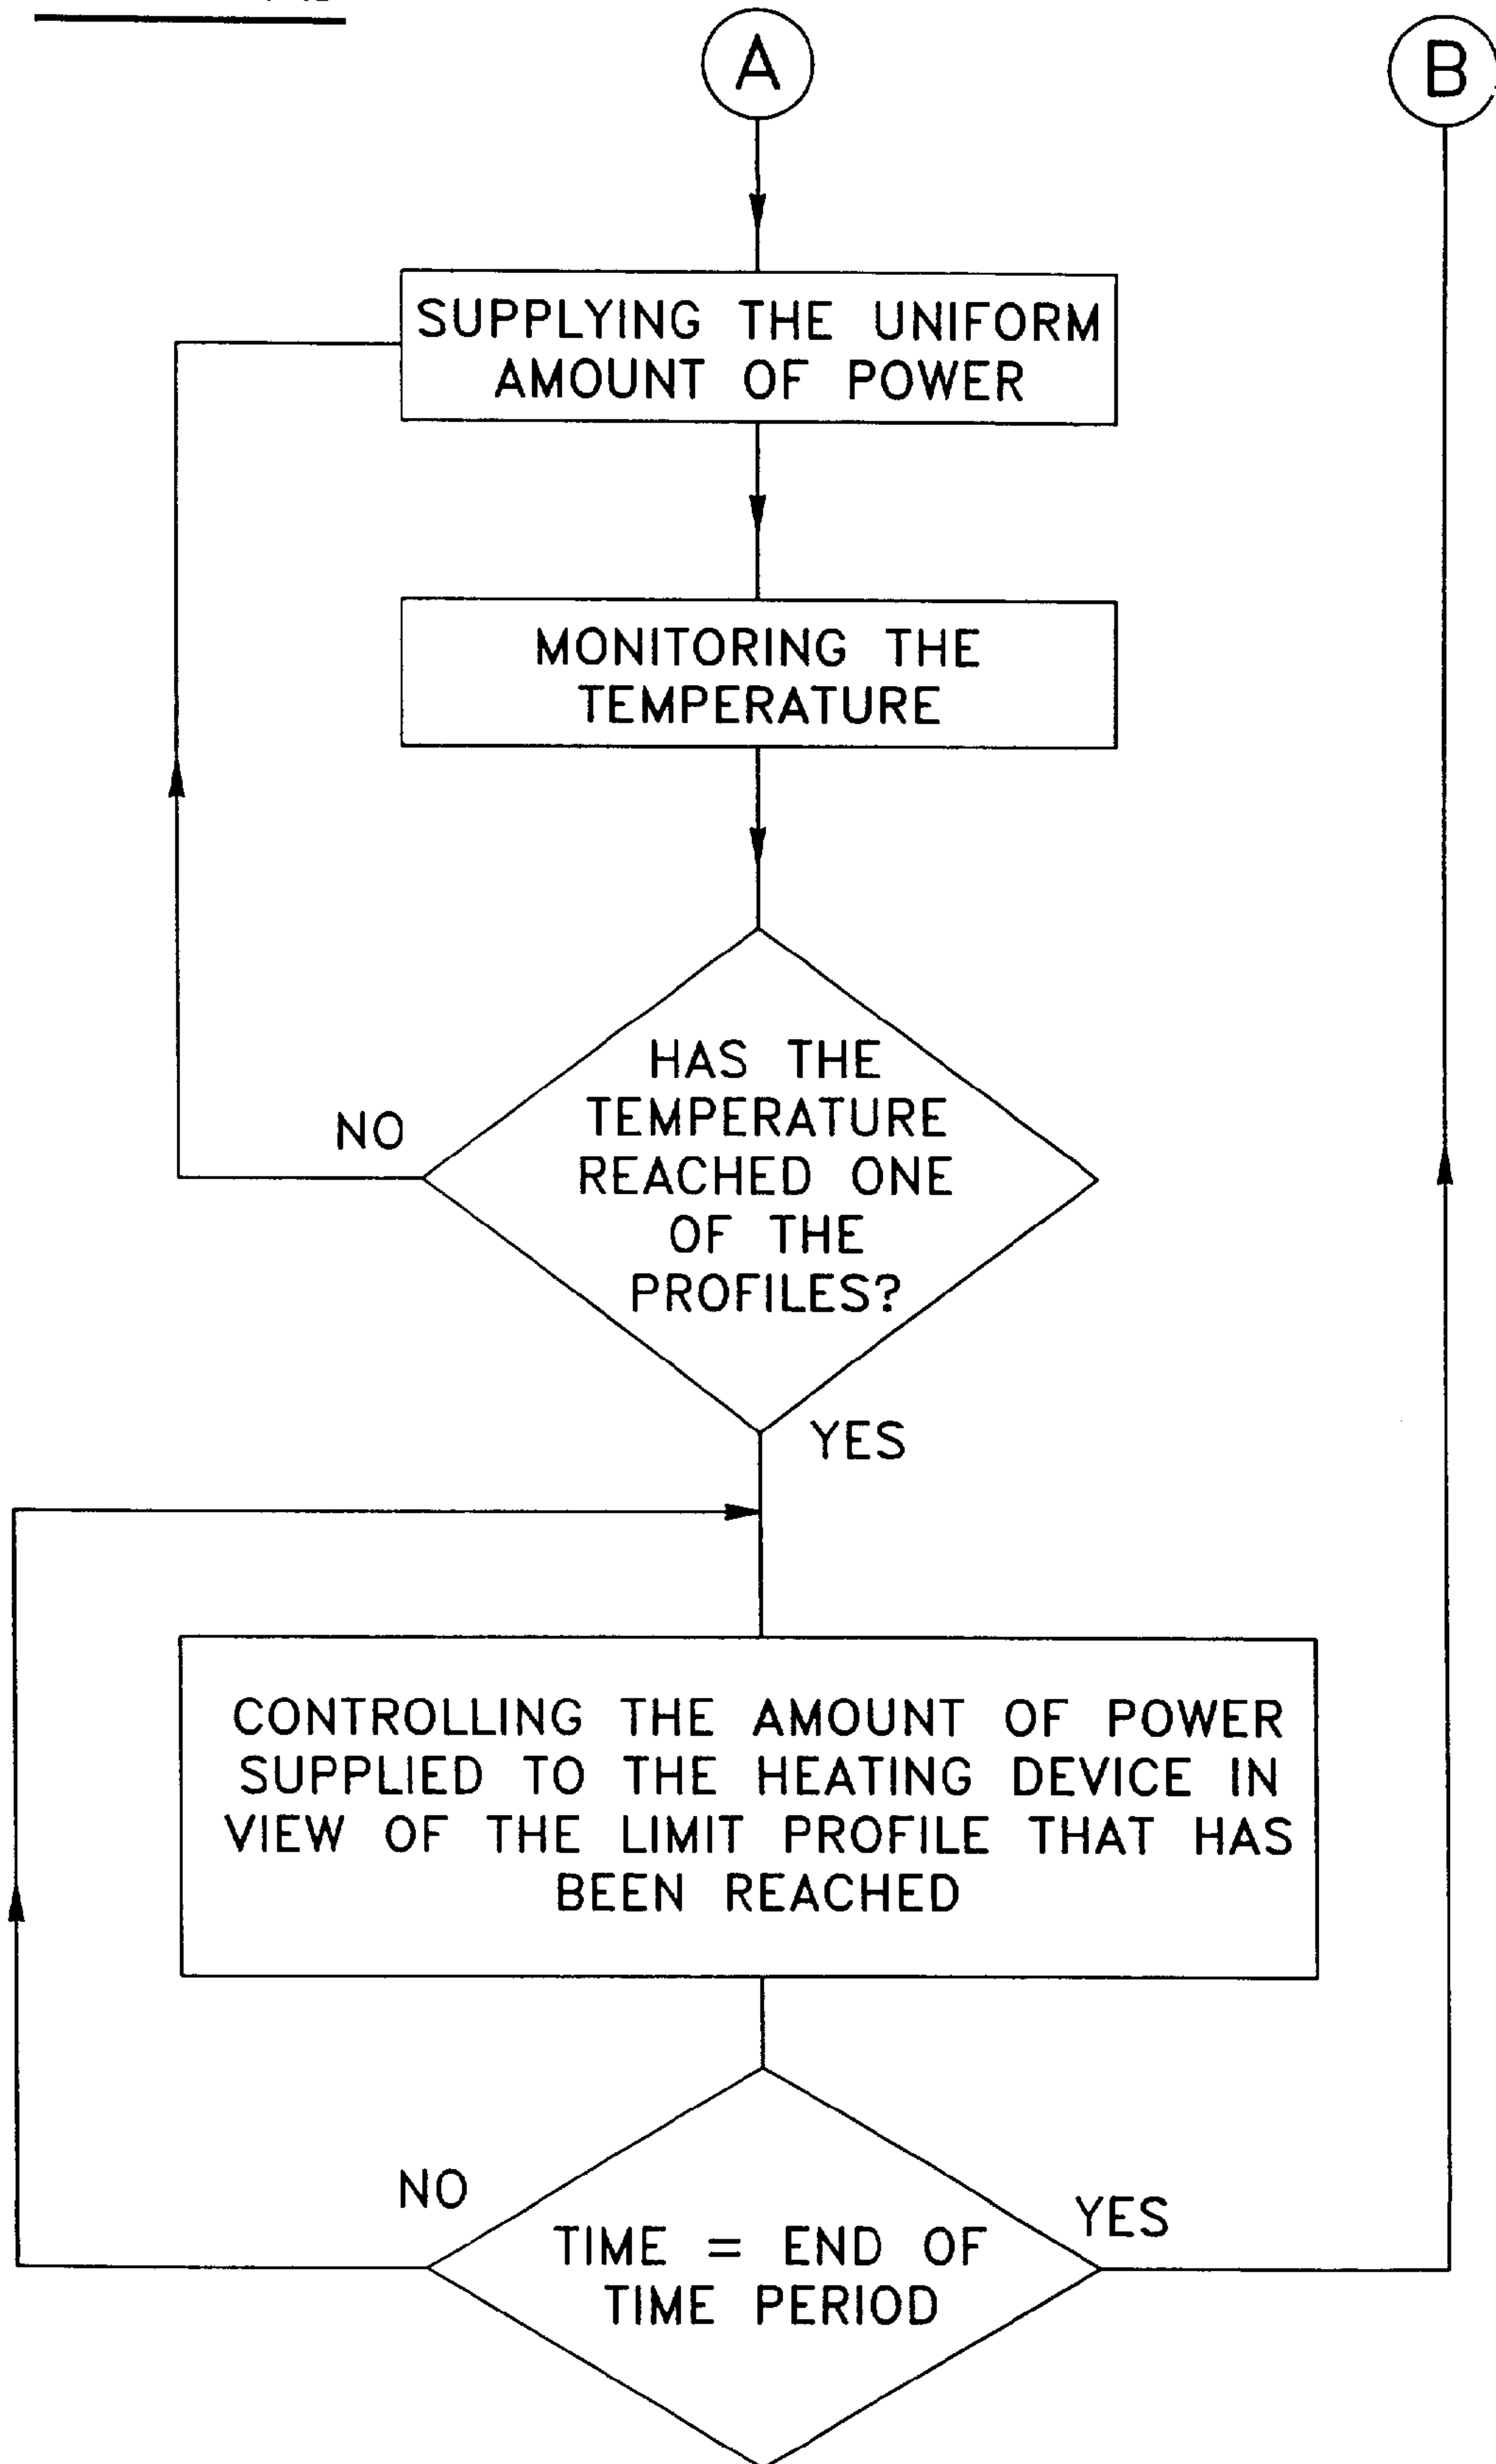 A
B
SUPPLYING THE UNIFORM
AMOUNT OF POWER
MONITORING THE
TEMPERATURE
HAS THE
TEMPERATURE
REACHED ONE
OF THE
PROFILES?
NO
YES
CONTROLLING THE AMOUNT OF POWER
SUPPLIED TO THE HEATING DEVICE IN
VIEW OF THE LIMIT PROFILE THAT HAS
BEEN REACHED
NO
YES
TIME = END OF
TIME PERIOD